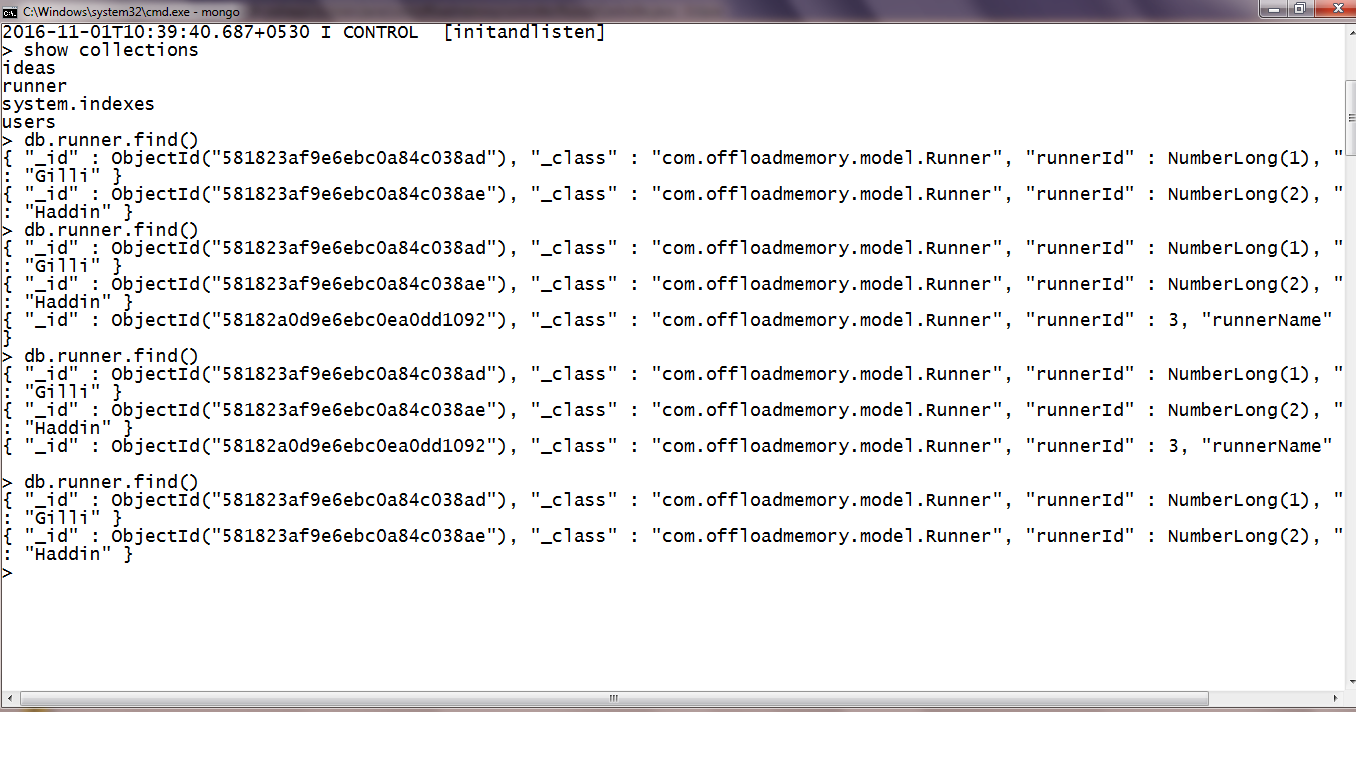 C:\Windows\system32\cmd.exe - mongo
2016-11-01T10:39:40.687+0530 I CONTROL  [initandlisten]
> show collections
ideas
runner
system.indexes
users
> db.runner.find()
{ "_id" : ObjectId("581823af9e6ebc0a84c038ad"), "_class" : "com.offloadmemory.model.Runner", "runnerId" : NumberLong(1), "
: "Gilli" }
{ "_id" : ObjectId("581823af9e6ebc0a84c038ae"), "_class" : "com.offloadmemory.model.Runner", "runnerId" : NumberLong(2), "
: "Haddin" }
> db.runner.find()
{ "_id" : ObjectId("581823af9e6ebc0a84c038ad"), "_class" : "com.offloadmemory.model.Runner", "runnerId" : NumberLong(1), "
: "Gilli" }
{ "_id" : ObjectId("581823af9e6ebc0a84c038ae"), "_class" : "com.offloadmemory.model.Runner", "runnerId" : NumberLong(2), "
: "Haddin" }
{ "_id" : ObjectId("58182a0d9e6ebc0ea0dd1092"), "_class" : "com.offloadmemory.model.Runner", "runnerId" : 3, "runnerName"
}
> db.runner.find()
{ "_id" : ObjectId("581823af9e6ebc0a84c038ad"), "_class" : "com.offloadmemory.model.Runner", "runnerId" : NumberLong(1), "
: "Gilli" }
{ "_id" : ObjectId("581823af9e6ebc0a84c038ae"), "_class" : "com.offloadmemory.model.Runner", "runnerId" : NumberLong(2), "
: "Haddin" }
{ "_id" : ObjectId("58182a0d9e6ebc0ea0dd1092"), "_class" : "com.offloadmemory.model.Runner", "runnerId" : 3, "runnerName"
> db.runner.find()
{ "_id" : ObjectId("581823af9e6ebc0a84c038ad"), "_class" : "com.offloadmemory.model.Runner", "runnerId" : NumberLong(1), "
: "Gilli" }
{ "_id" : ObjectId("581823af9e6ebc0a84c038ae"), "_class" : "com.offloadmemory.model.Runner", "runnerId" : NumberLong(2), "
: "Haddin" }
>